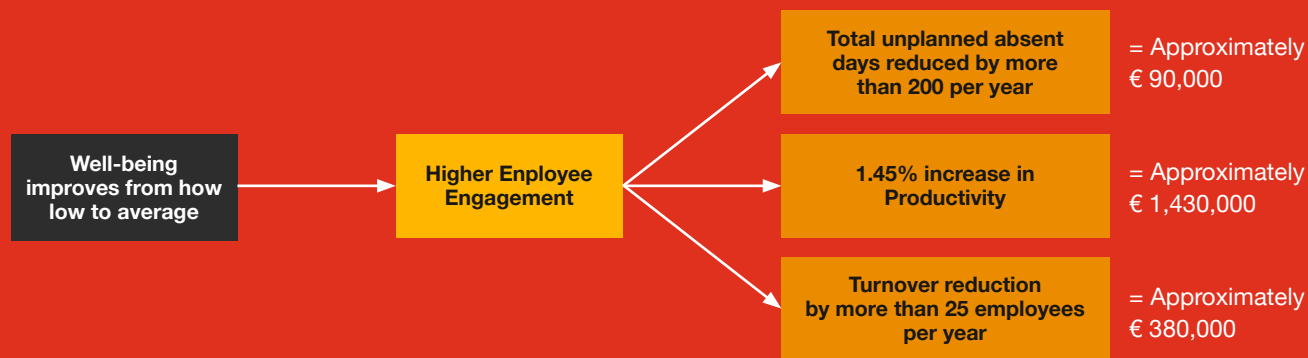 Total unplanned absent
days reduced by more
than 200 per year
= Approximately
€ 90,000
Well-being
improves from how
low to average
Higher Enployee
Engagement
1.45% increase in
Productivity
= Approximately
€ 1,430,000
Turnover reduction
by more than 25 employees
per year
= Approximately
€ 380,000